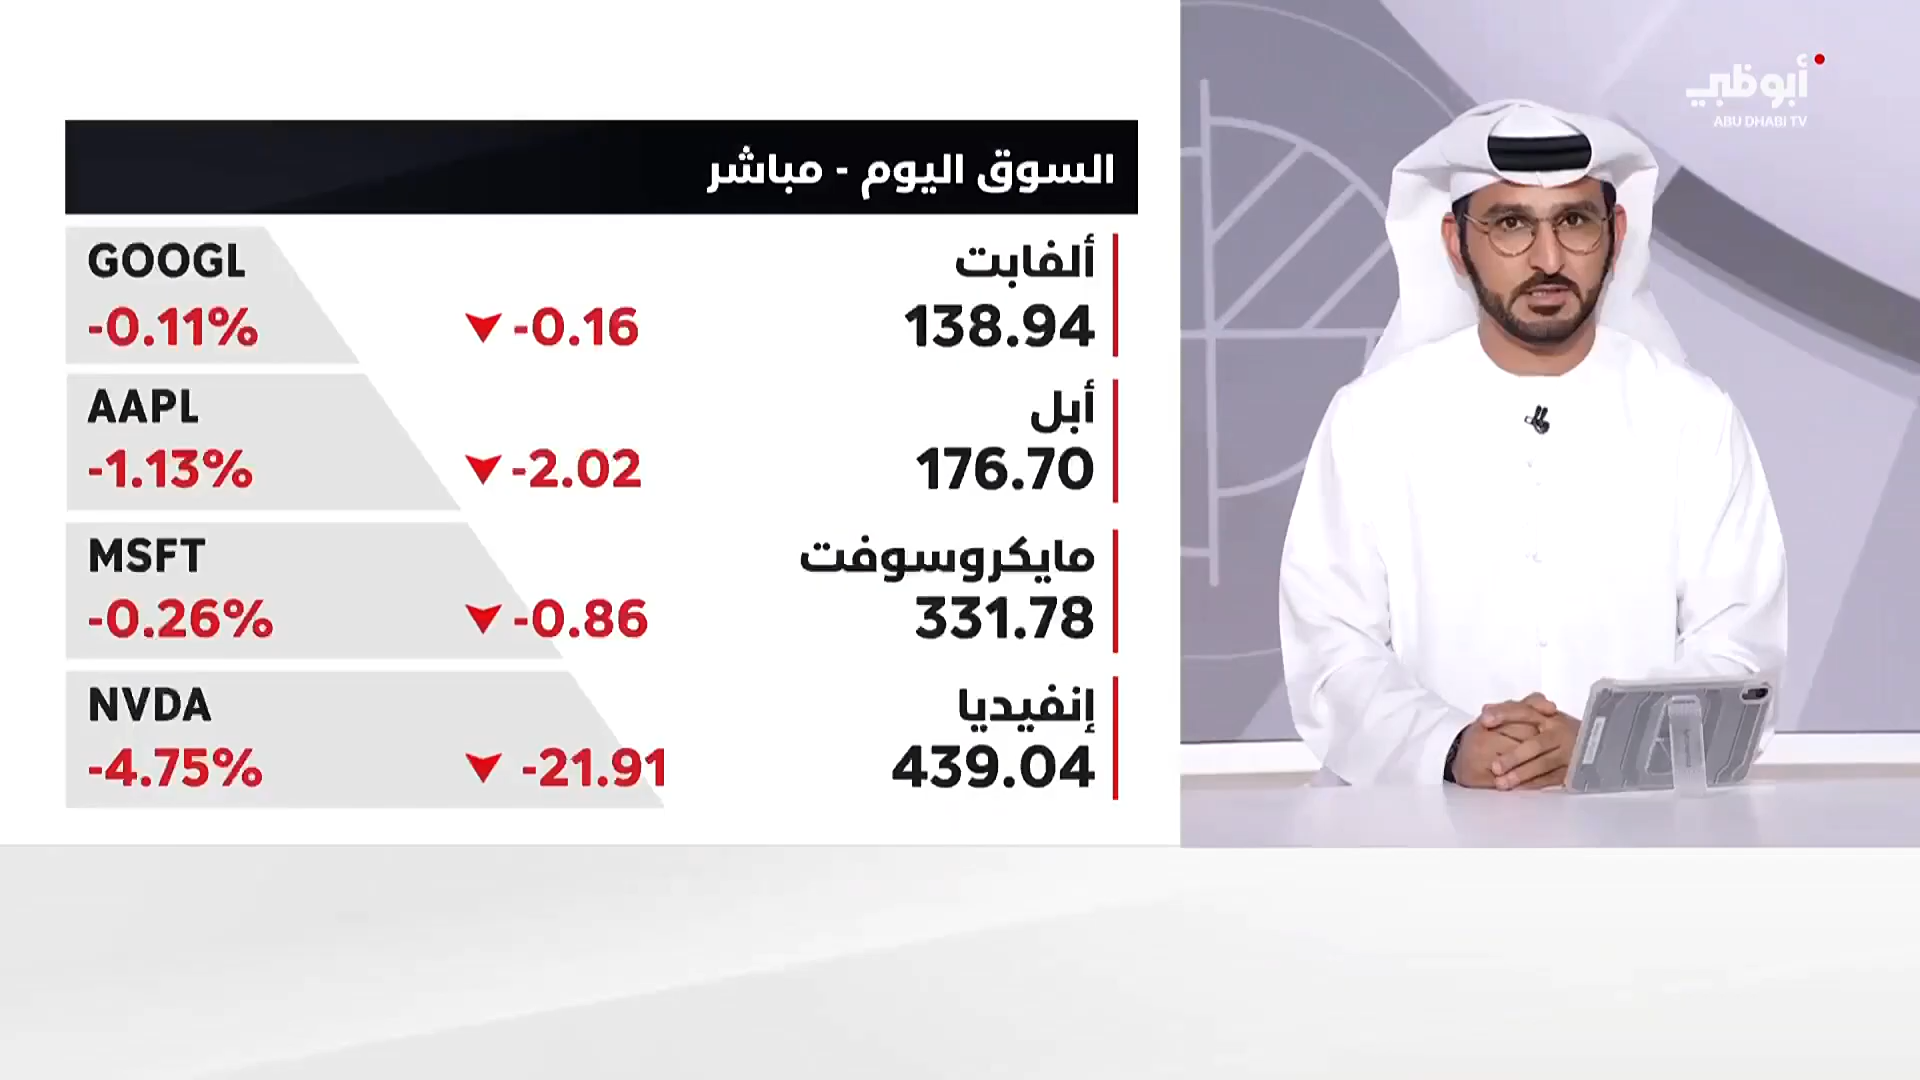 السوق اليوم - مباشر
ألفابت
GOOGL
138.94
-0.16
-0.11%
أبل
AAPL
176.70
-2.02
-1.13%
مايكروسوفت
MSFT
331.78
-0.86
-0.26%
إنفيديا
NVDA
439.04
-21.91
-4.75%
أبوظبي
ABU DHABI TV